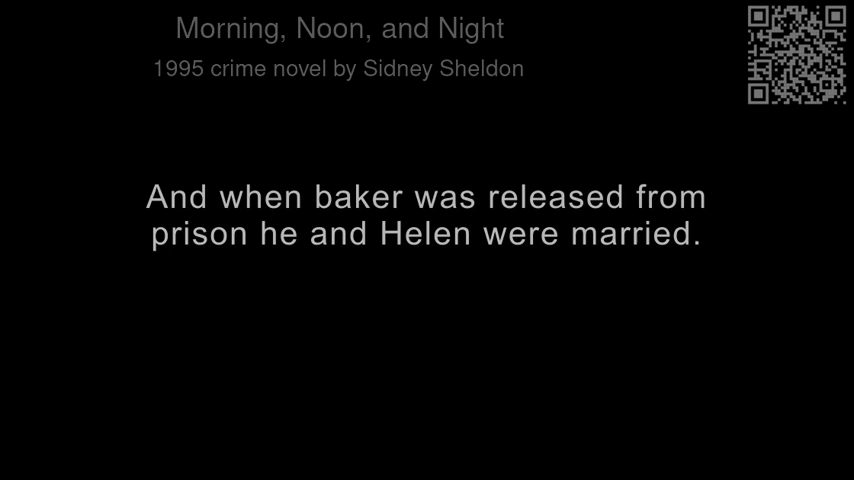 Morning, Noon, and Night
1995 crime novel by Sidney Sheldon
And when baker was released from
prison he and Helen were married.